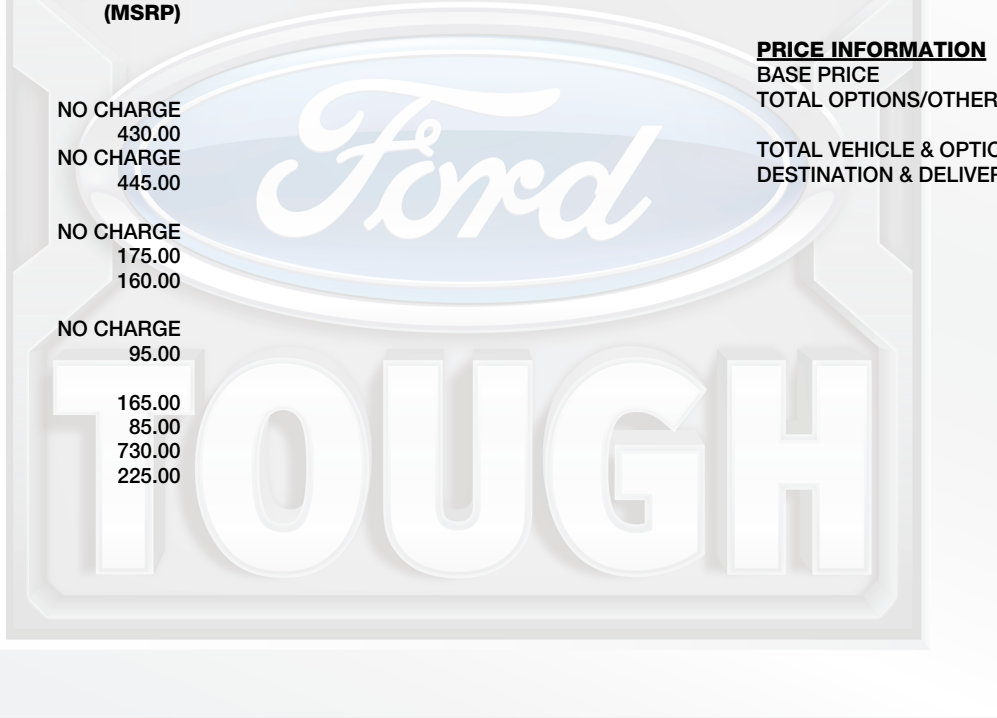 (MSRP)
NO CHARGE
430.00
NO CHARGE
445.00
NO CHARGE
175.00
160.00
NO CHARGE
95.00
165.00
85.00
730.00
225.00
PRICE INFORMATION
BASE PRICE
TOTAL OPTIONS/OTHER
TOTAL VEHICLE & OPTIO
DESTINATION & DELIVER
Ford
TOUGH